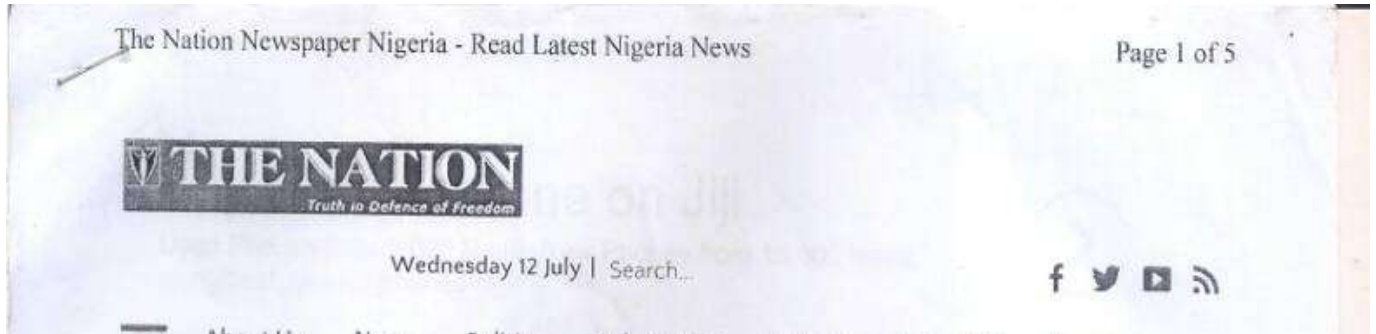 The Nation Newspaper Nigeria - Read Latest Nigeria News Page 1 of 5
THE NATION
Truth in Defence of Freedom
Wednesday 12 July | Search...